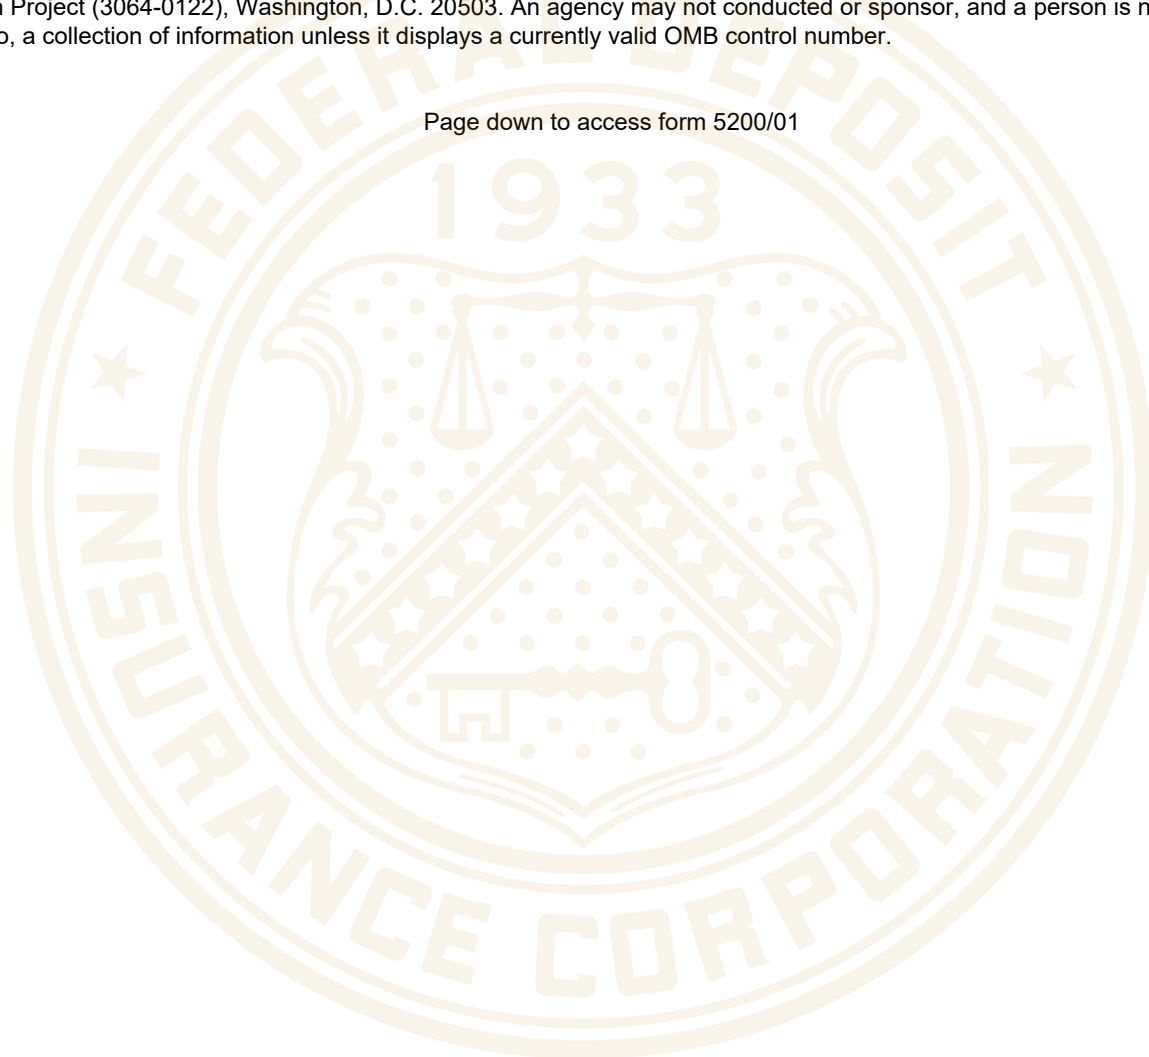 n Project (3064-0122), Washington, D.C. 20503. An agency may not conducted or sponsor, and a person is n
o, a collection of information unless it displays a currently valid OMB control number.
Page down to access form 5200/01
FEDERAL DEPOSIT
1933
INSURANCE CORPORATION